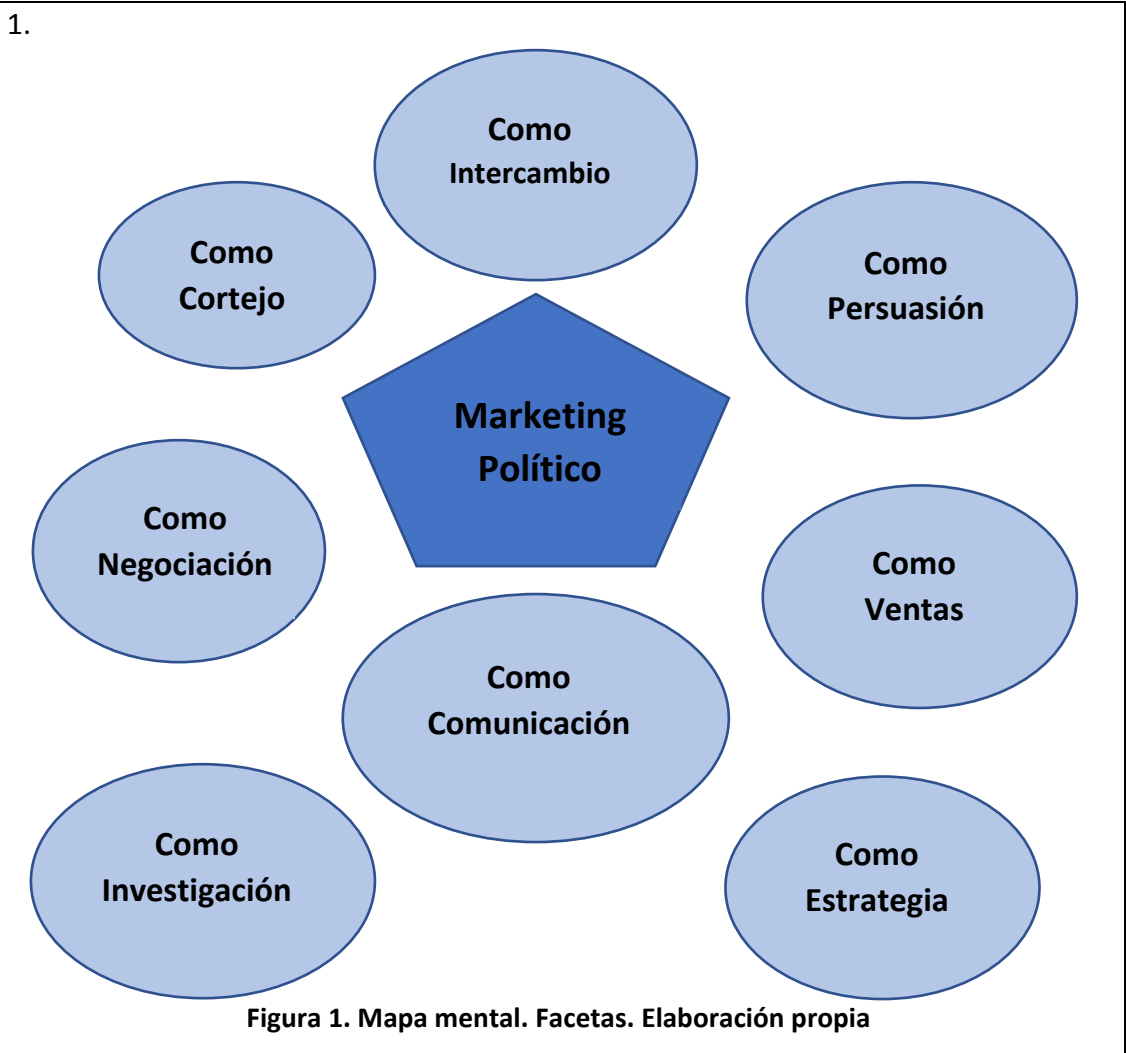 1.
Como
Intercambio
Como
Cortejo
Como
Persuasión
Marketing
Político
Como
Negociación
Como
Ventas
Como
Comunicación
Como
Investigación
Como
Estrategia
Figura 1. Mapa mental. Facetas. Elaboración propia